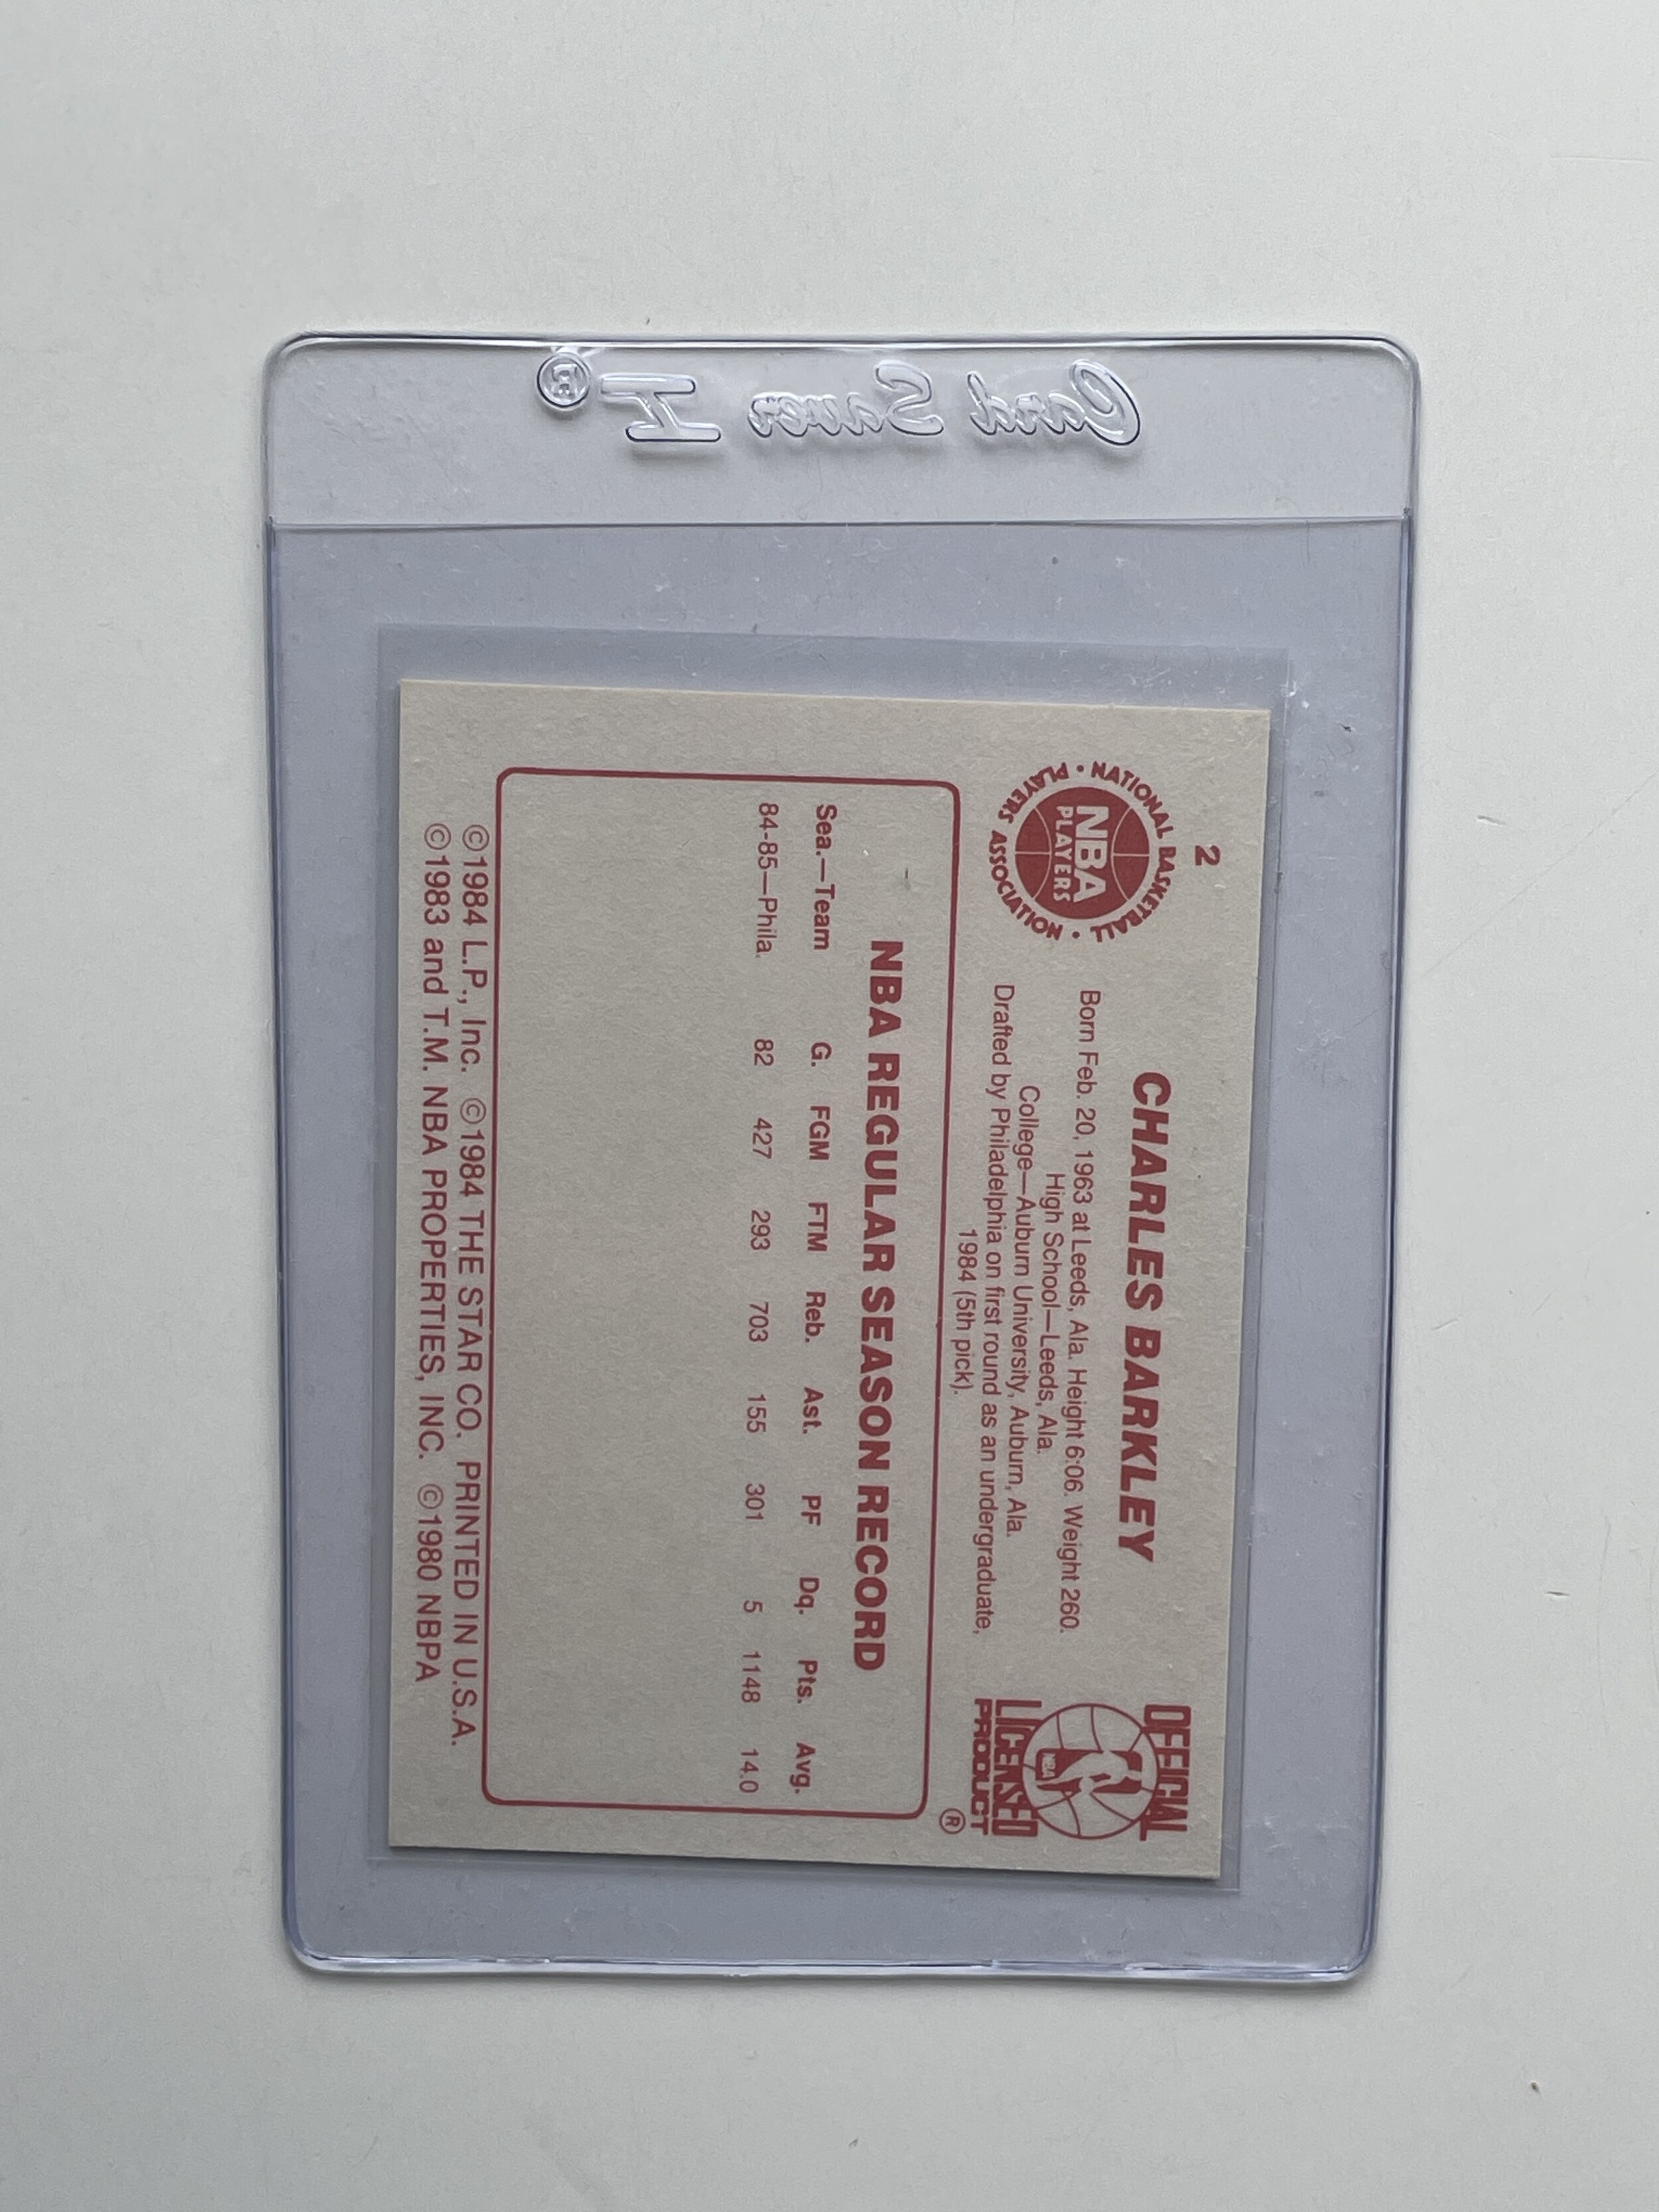 Card Saver I®
2
NATIONAL BASKETBALL
PLAYERS ASSOCIATION
NBA
PLAYERS
CHARLES BARKLEY
Born Feb. 20, 1963 at Leeds, Ala. Height 6:06. Weight 260.
High School—Leeds, Ala.
College—Auburn University, Auburn, Ala.
Drafted by Philadelphia on first round as an undergraduate,
1984 (5th pick).
OFFICIAL
NBA
LICENSED
PRODUCT
®
NBA REGULAR SEASON RECORD
Sea.—Team G. FGM FTM Reb. Ast. PF Dq. Pts. Avg.
84-85—Phila. 82 427 293 703 155 301 5 1148 14.0
©1984 L.P., Inc. ©1984 THE STAR CO. PRINTED IN U.S.A.
©1983 and T.M. NBA PROPERTIES, INC. ©1980 NBPA